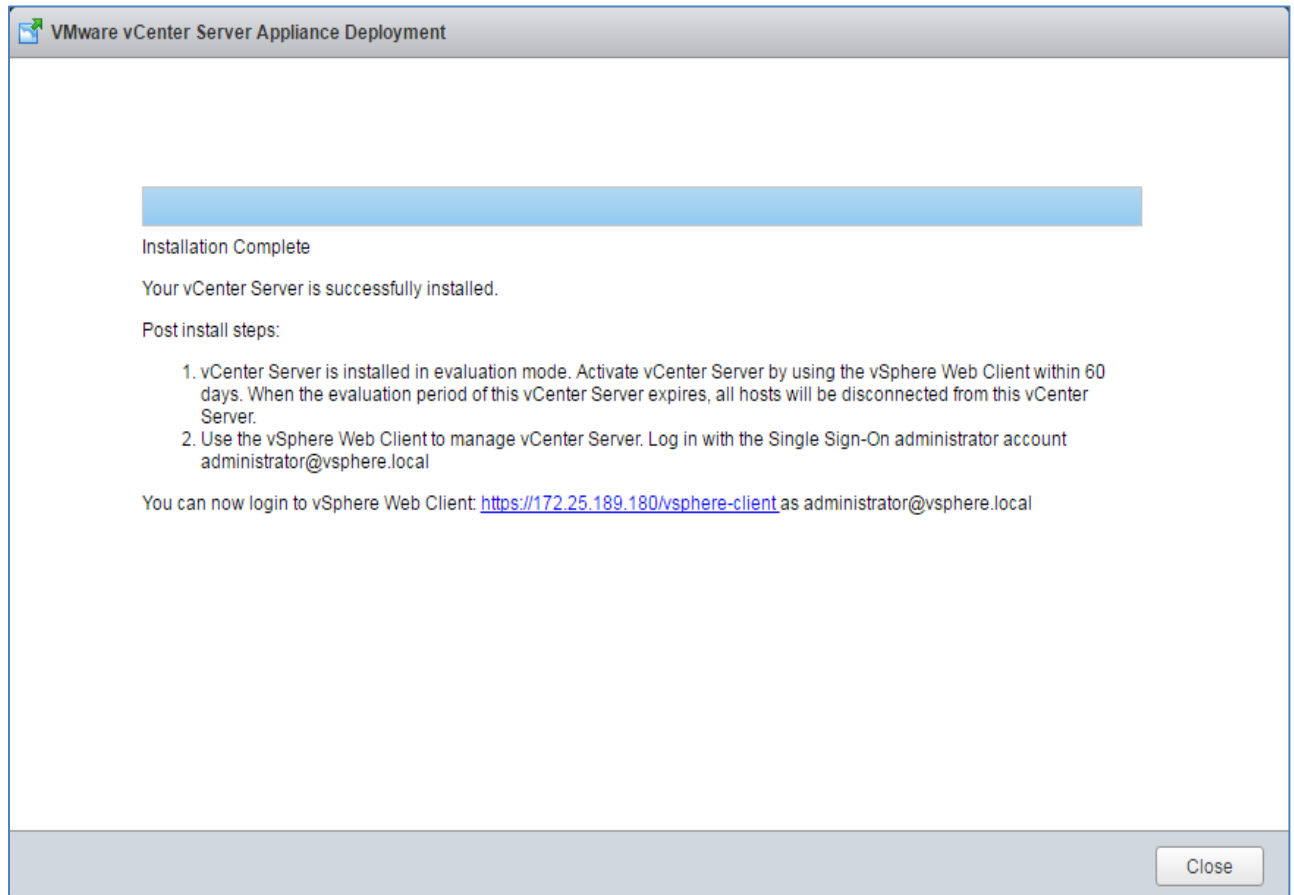 VMware vCenter Server Appliance Deployment
Installation Complete
Your vCenter Server is successfully installed.
Post install steps:
1. vCenter Server is installed in evaluation mode. Activate vCenter Server by using the vSphere Web Client within 60
days. When the evaluation period of this vCenter Server expires, all hosts will be disconnected from this vCenter
Server.
2. Use the vSphere Web Client to manage vCenter Server. Log in with the Single Sign-On administrator account
administrator@vsphere.local
You can now login to vSphere Web Client: https://172.25.189.180/vsphere-client as administrator@vsphere.local
Close